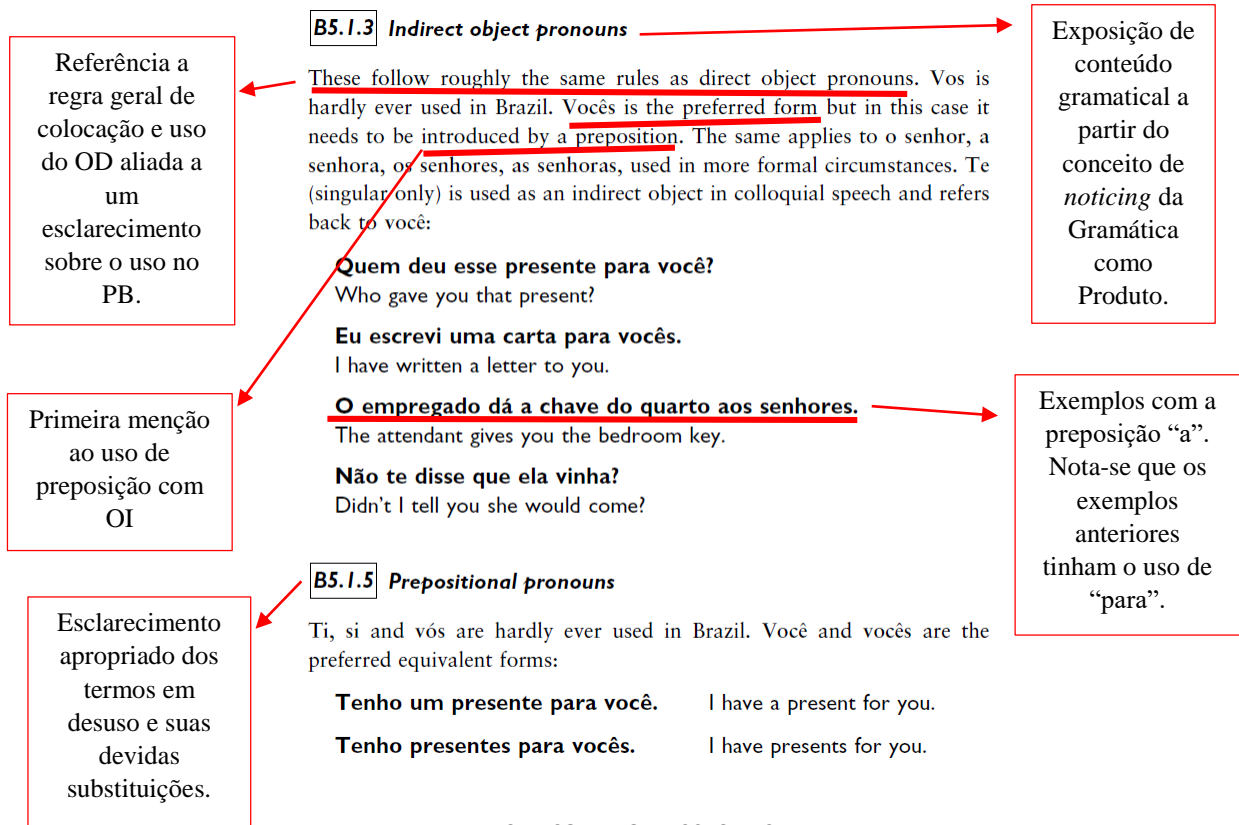 B5.1.3 Indirect object pronouns
These follow roughly the same rules as direct object pronouns. Vos is
hardly ever used in Brazil. Vocês is the preferred form but in this case it
needs to be introduced by a preposition. The same applies to o senhor, a
senhora, os senhores, as senhoras, used in more formal circumstances. Te
(singular only) is used as an indirect object in colloquial speech and refers
back to você:
Quem deu esse presente para você?
Who gave you that present?
Eu escrevi uma carta para vocês.
I have written a letter to you.
O empregado dá a chave do quarto aos senhores.
The attendant gives you the bedroom key.
Não te disse que ela vinha?
Didn't I tell you she would come?
B5.1.5 Prepositional pronouns
Ti, si and vós are hardly ever used in Brazil. Você and vocês are the
preferred equivalent forms:
Tenho um presente para você. I have a present for you.
Tenho presentes para vocês. I have presents for you.
Referência a
regra geral de
colocação e uso
do OD aliada a
um
esclarecimento
sobre o uso no
PB.
Primeira menção
ao uso de
preposição com
OI
Esclarecimento
apropriado dos
termos em
desuso e suas
devidas
substituições.
Exposição de
conteúdo
gramatical a
partir do
conceito de
noticing da
Gramática
como
Produto.
Exemplos com a
preposição “a”.
Nota-se que os
exemplos
anteriores
tinham o uso de
“para”.